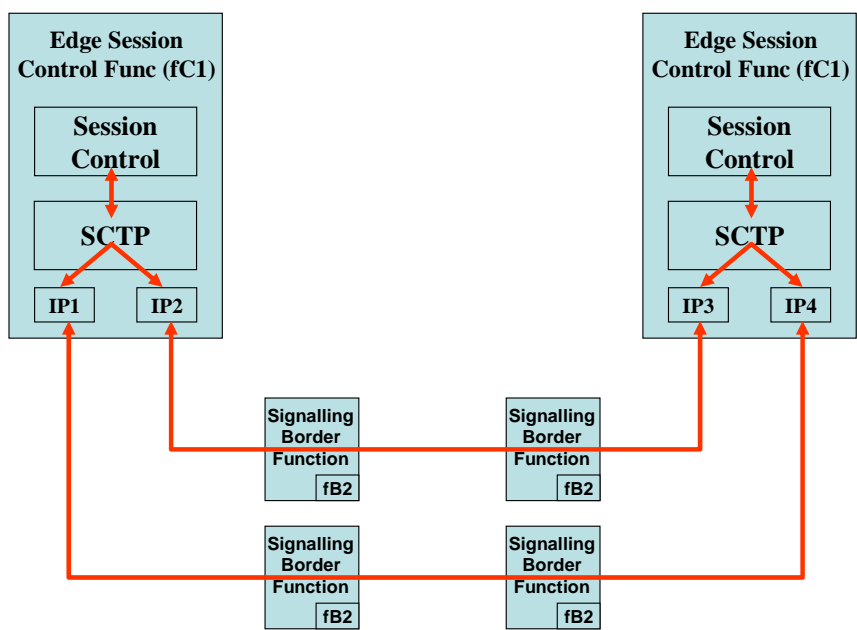 Edge Session
Control Func (fC1)
Session
Control
SCTP
IP1
IP2
Edge Session
Control Func (fC1)
Session
Control
SCTP
IP3
IP4
Signalling
Border
Function
fB2
Signalling
Border
Function
fB2
Signalling
Border
Function
fB2
Signalling
Border
Function
fB2